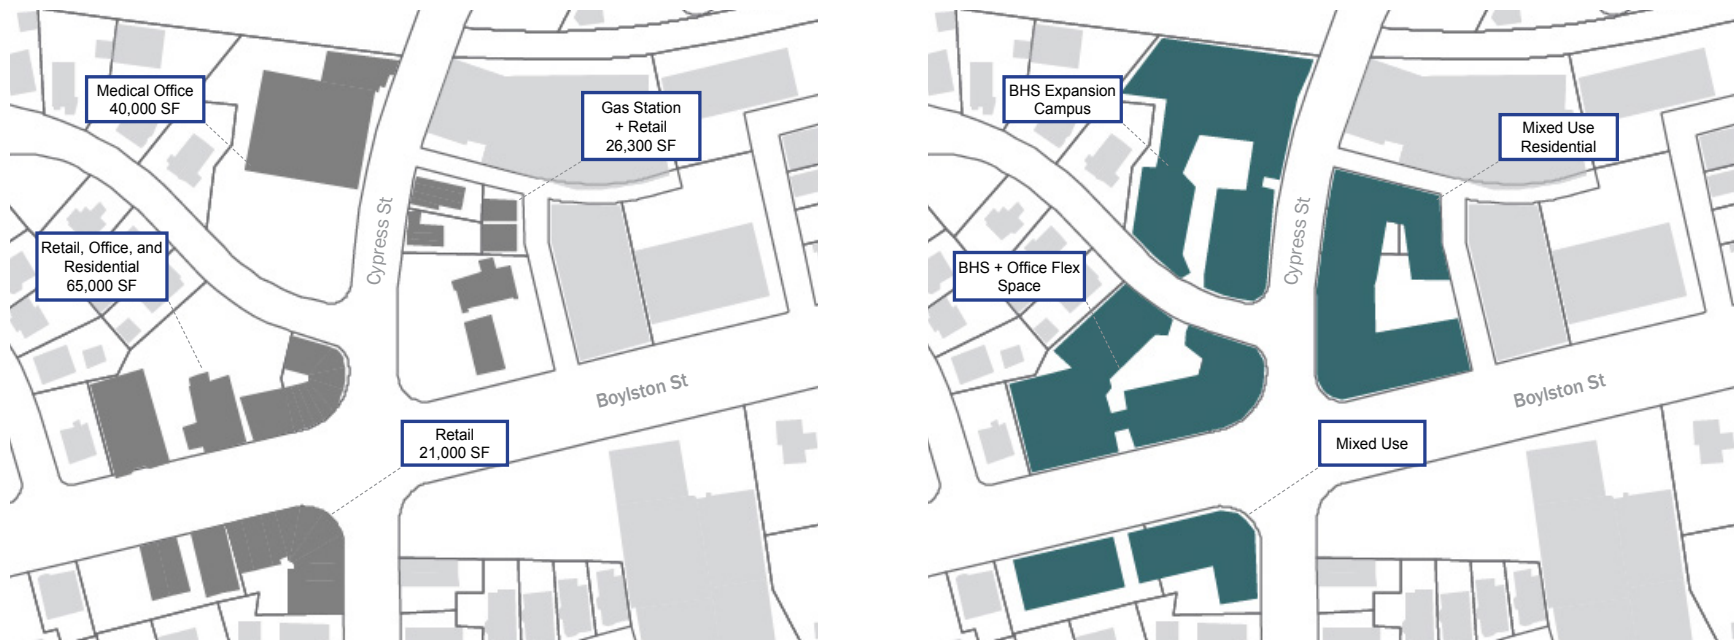 Medical Office
40,000 SF
Gas Station
+ Retail
26,300 SF
Cypress St
Retail, Office, and
Residential
65,000 SF
Boylston St
Retail
21,000 SF
BHS Expansion
Campus
Mixed Use
Residential
Cypress St
BHS + Office Flex
Space
Boylston St
Mixed Use